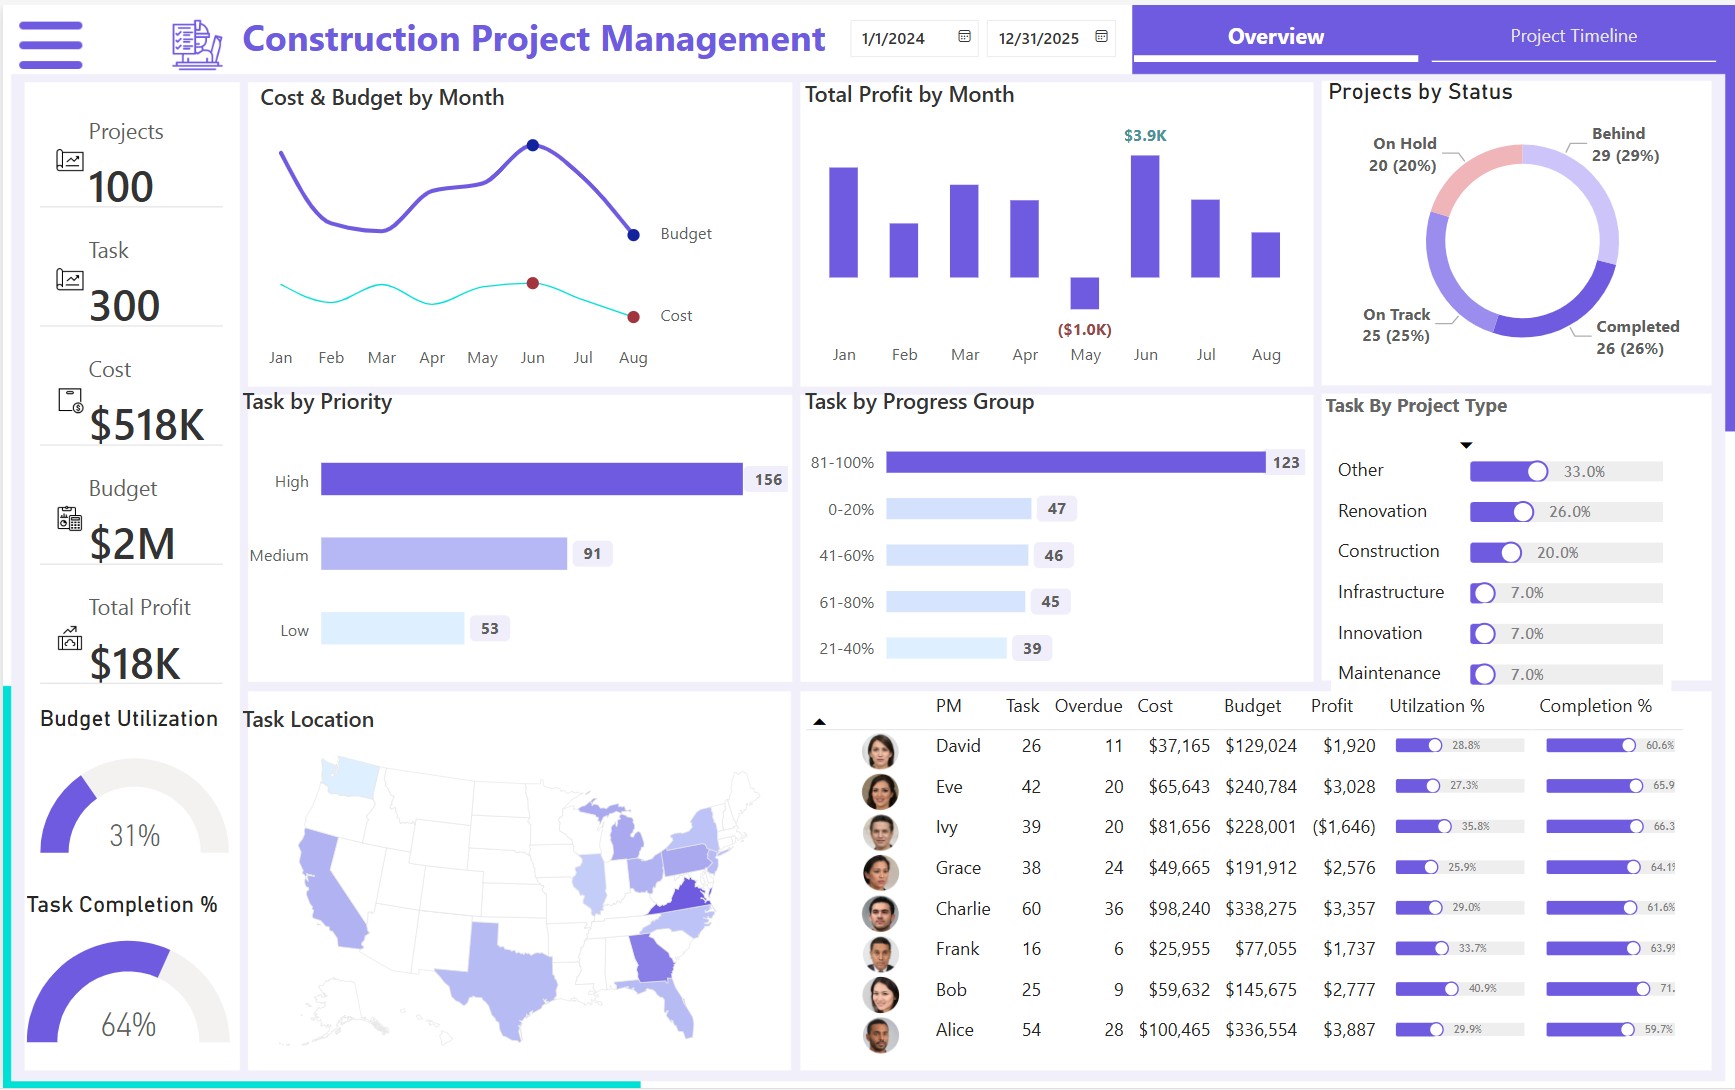 Construction Project Management
1/1/2024
12/31/2025
Overview
Project Timeline
Projects
100
Task
300
Cost
$518K
Budget
$2M
Total Profit
$18K
Budget Utilization
31%
Task Completion %
64%
Cost & Budget by Month
Budget
Cost
Jan Feb Mar Apr May Jun Jul Aug
Total Profit by Month
$3.9K
($1.0K)
Jan Feb Mar Apr May Jun Jul Aug
Projects by Status
On Hold
20 (20%)
Behind
29 (29%)
On Track
25 (25%)
Completed
26 (26%)
Task by Priority
High 156
Medium 91
Low 53
Task by Progress Group
81-100% 123
0-20% 47
41-60% 46
61-80% 45
21-40% 39
Task By Project Type
Other 33.0%
Renovation 26.0%
Construction 20.0%
Infrastructure 7.0%
Innovation 7.0%
Maintenance 7.0%
Task Location
PM Task Overdue Cost Budget Profit Utilzation % Completion %
David 26 11 $37,165 $129,024 $1,920 28.8% 60.6%
Eve 42 20 $65,643 $240,784 $3,028 27.3% 65.9
Ivy 39 20 $81,656 $228,001 ($1,646) 35.8% 66.3
Grace 38 24 $49,665 $191,912 $2,576 25.9% 64.1%
Charlie 60 36 $98,240 $338,275 $3,357 29.0% 61.6%
Frank 16 6 $25,955 $77,055 $1,737 33.7% 63.9%
Bob 25 9 $59,632 $145,675 $2,777 40.9% 71.
Alice 54 28 $100,465 $336,554 $3,887 29.9% 59.7%